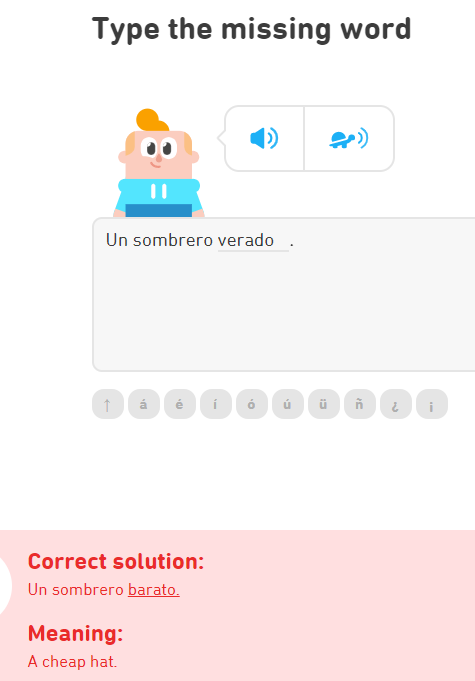 Type the missing word
Un sombrero verado .
↑ á é í ó ú ü ñ ¿ ¡
Correct solution:
Un sombrero barato.
Meaning:
A cheap hat.